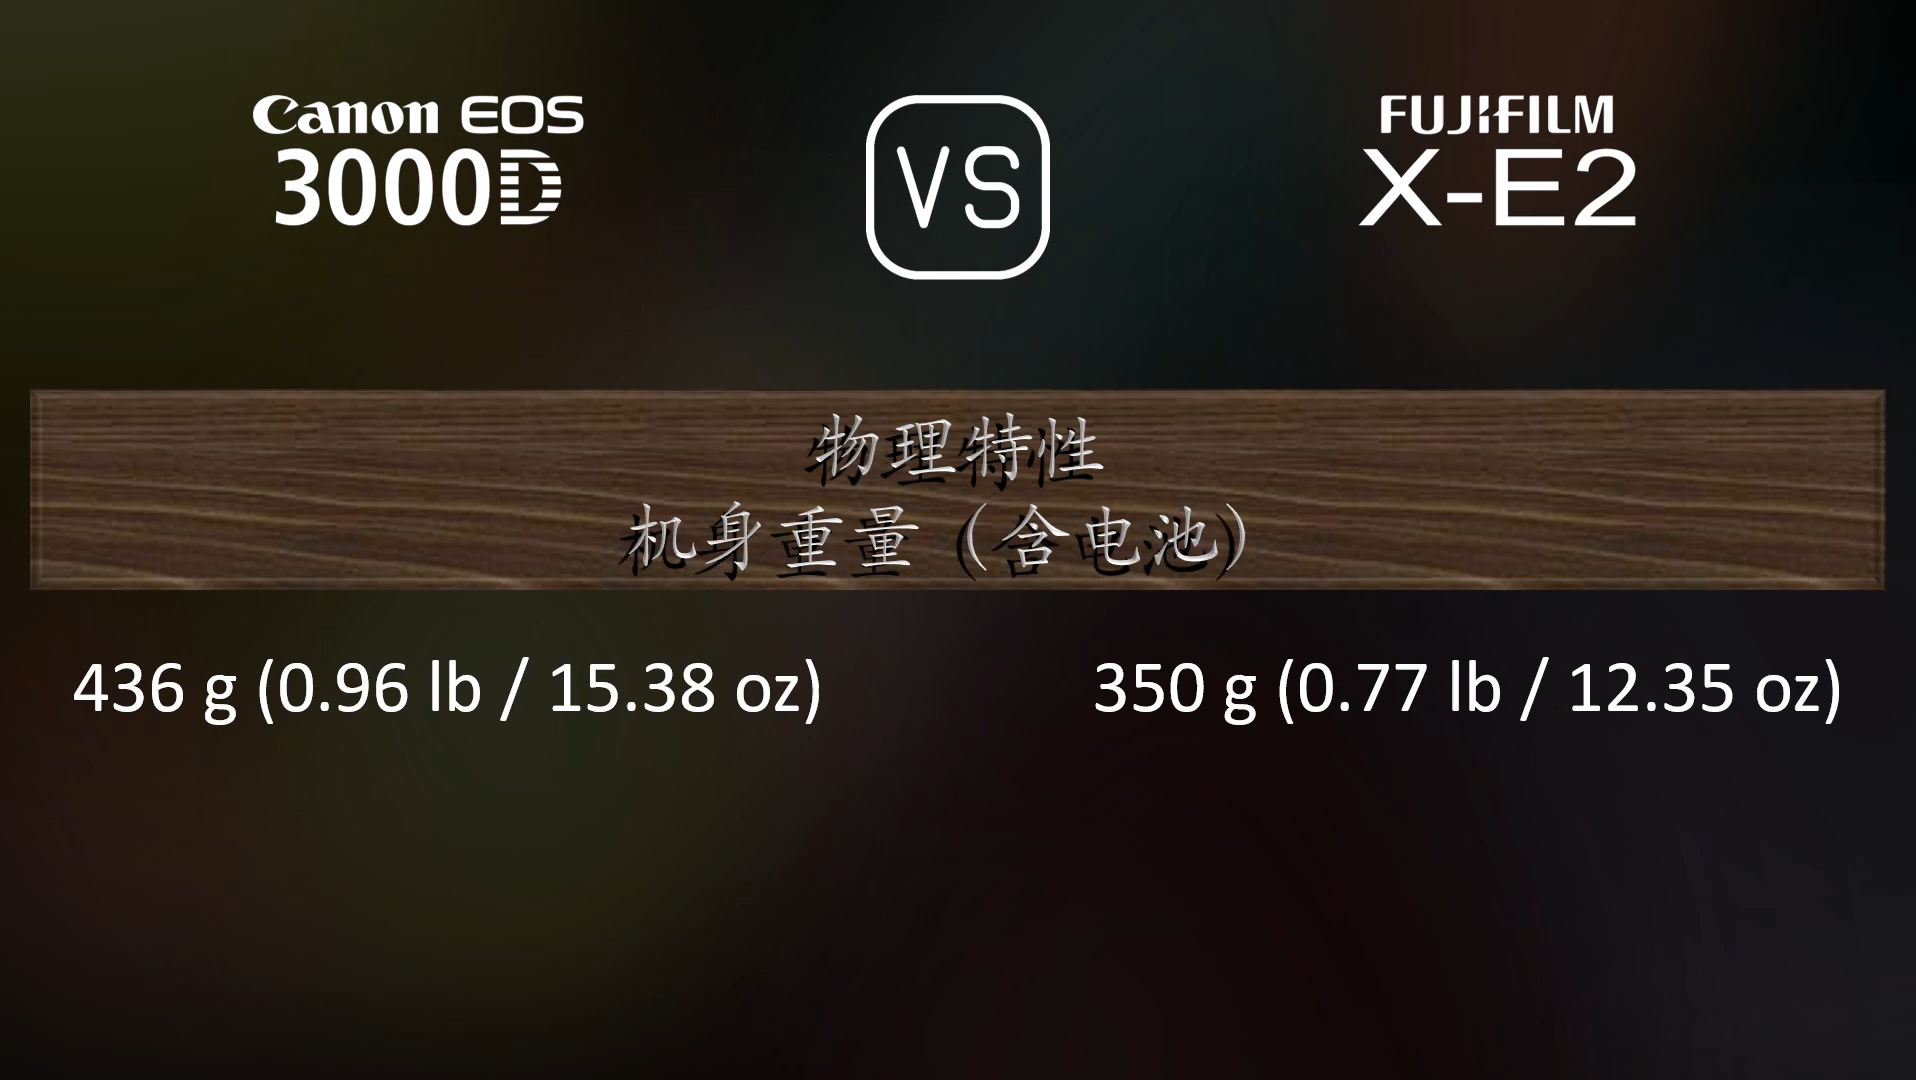 Canon EOS
3000D
VS
FUJIFILM
X-E2
物理特性
机身重量（含电池）
436 g (0.96 lb / 15.38 oz)
350 g (0.77 lb / 12.35 oz)